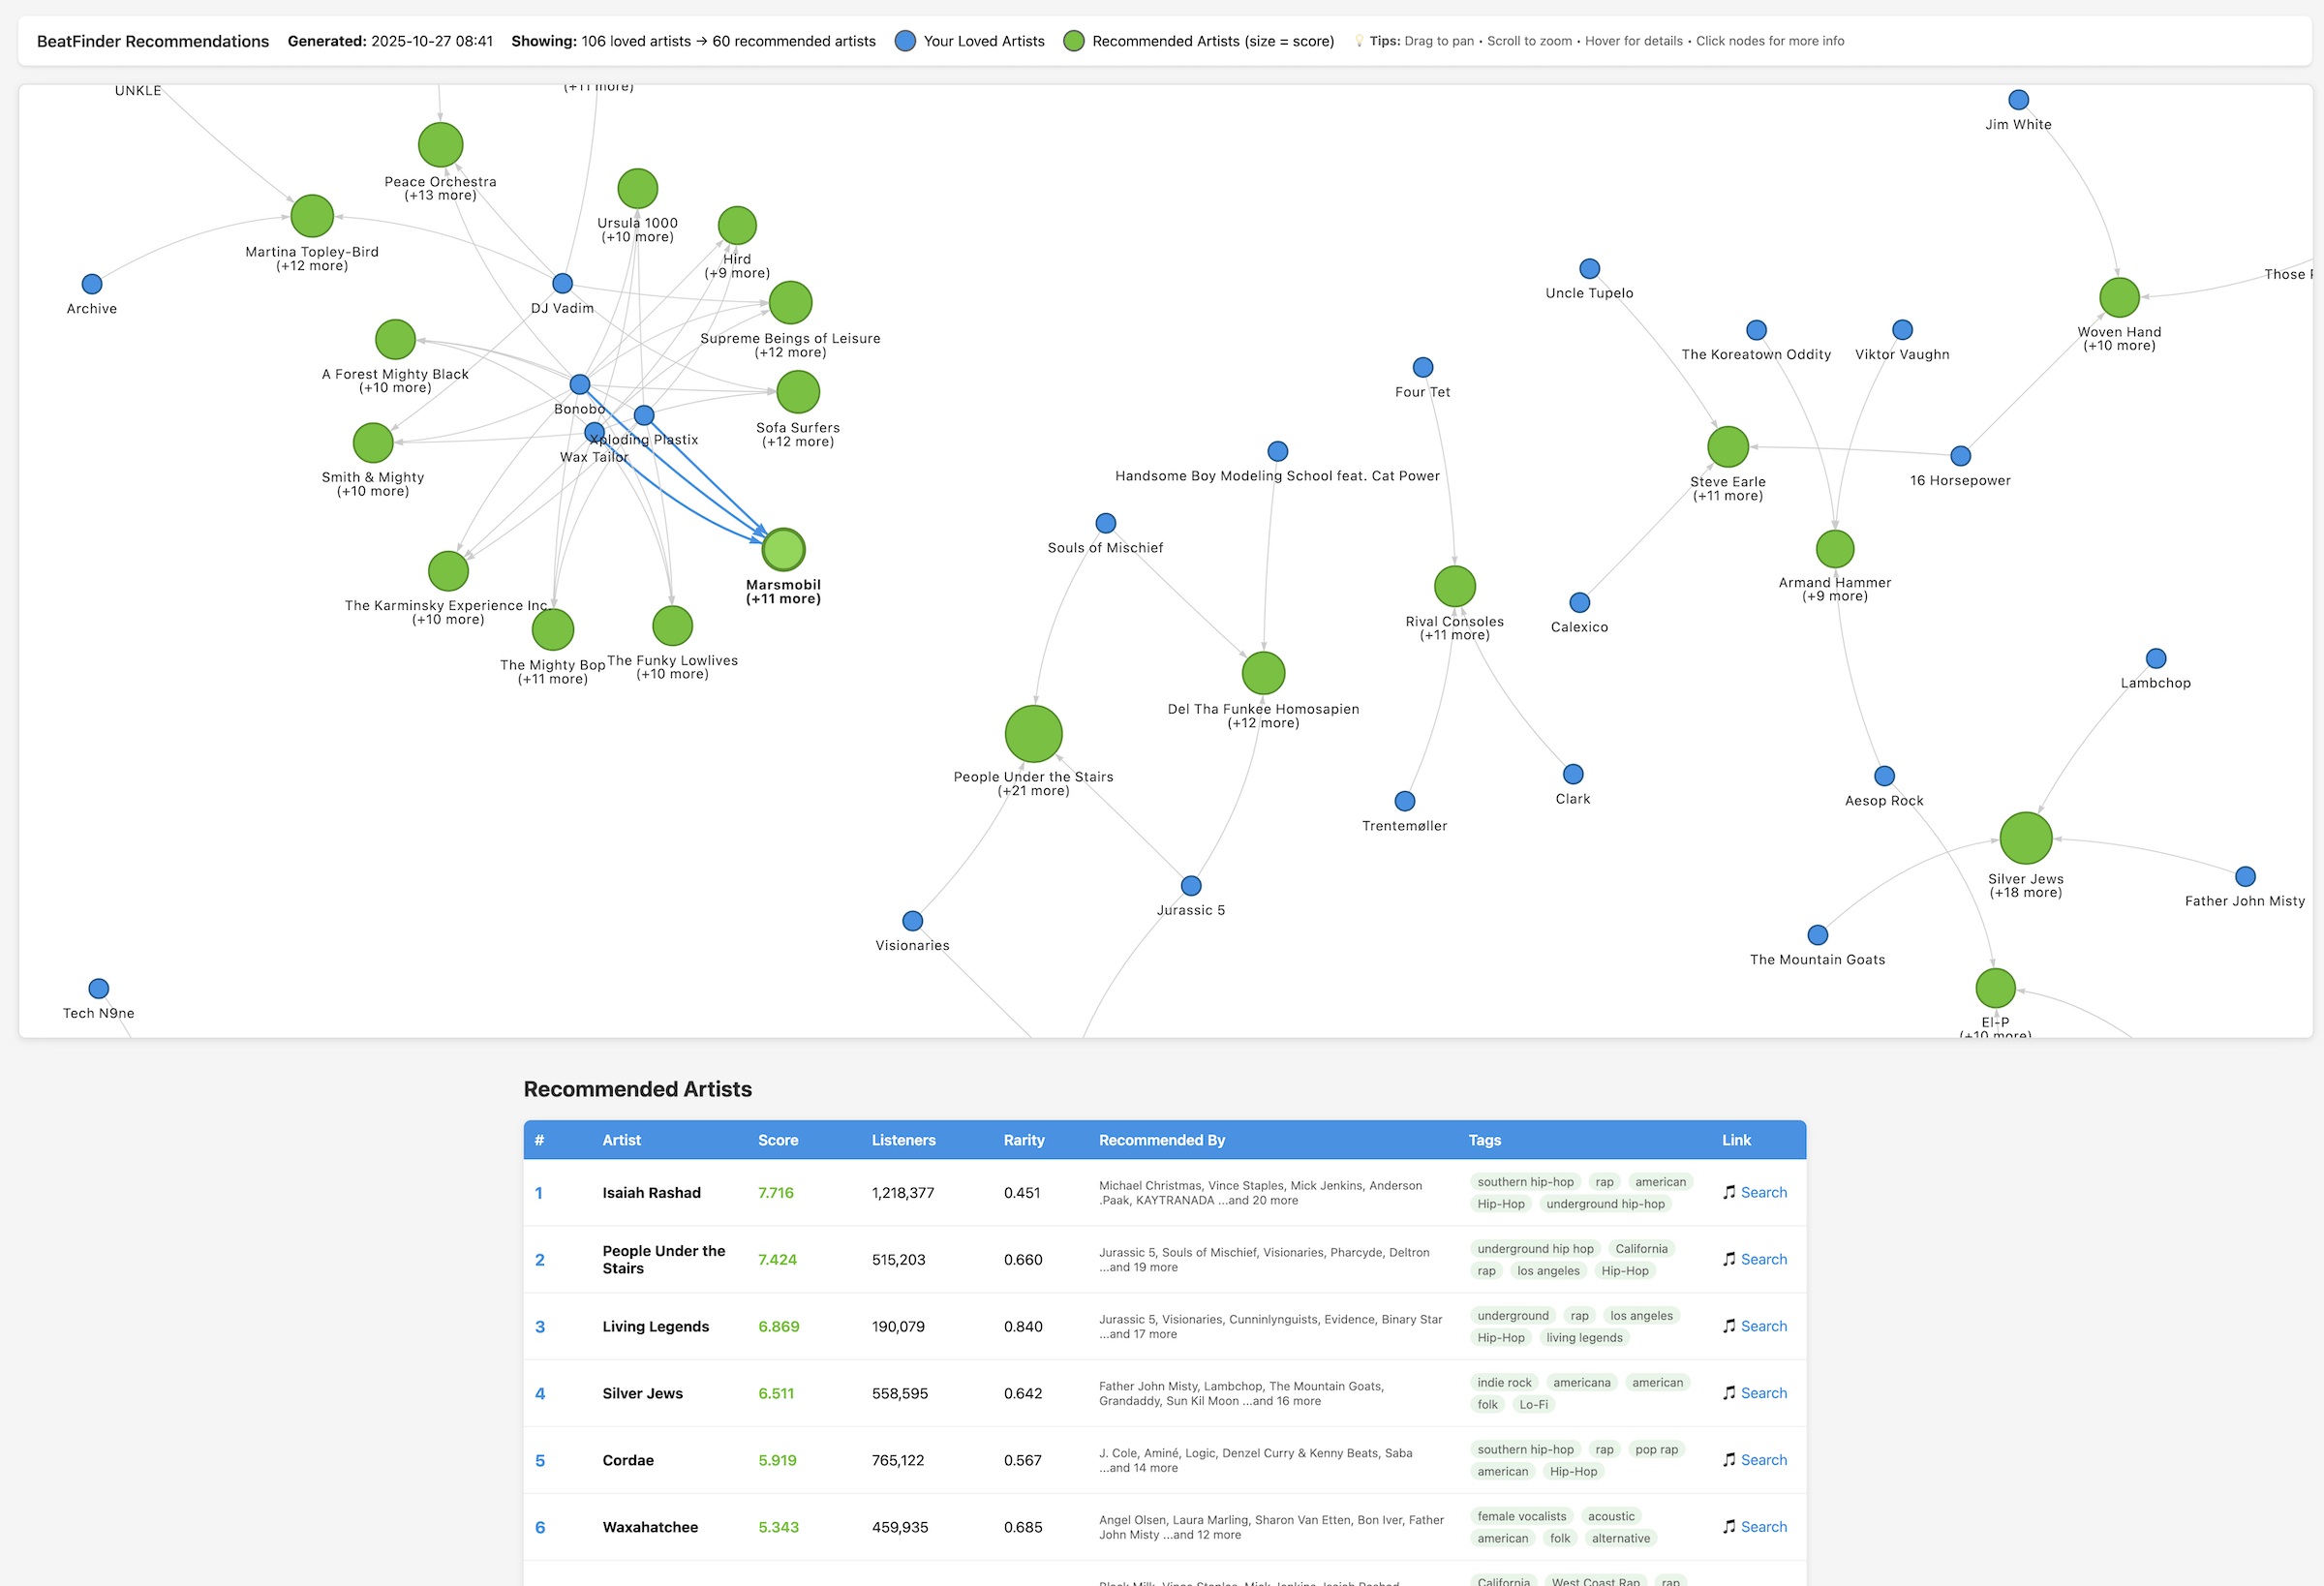 BeatFinder Recommendations Generated: 2025-10-27 08:41 Showing: 106 loved artists → 60 recommended artists Your Loved Artists Recommended Artists (size = score) 💡 Tips: Drag to pan • Scroll to zoom • Hover for details • Click nodes for more info
UNKLE
(+11 more)
Jim White
Peace Orchestra
(+13 more)
Ursula 1000
(+10 more)
Martina Topley-Bird
(+12 more)
Hird
(+9 more)
Those
Uncle Tupelo
Archive
DJ Vadim
Supreme Beings of Leisure
(+12 more)
Woven Hand
(+10 more)
The Koreatown Oddity
Viktor Vaughn
A Forest Mighty Black
(+10 more)
Four Tet
Bonobo
Sofa Surfers
(+12 more)
Xploding Plastix
Wax Tailor
Smith & Mighty
(+10 more)
Handsome Boy Modeling School feat. Cat Power
Steve Earle
(+11 more)
16 Horsepower
Souls of Mischief
Marsmobil
(+11 more)
Armand Hammer
(+9 more)
The Karminsky Experience Inc.
(+10 more)
Rival Consoles
(+11 more)
Calexico
The Mighty Bop
(+11 more)
The Funky Lowlives
(+10 more)
Lambchop
Del Tha Funkee Homosapien
(+12 more)
People Under the Stairs
(+21 more)
Clark
Aesop Rock
Trentemøller
Silver Jews
(+18 more)
Father John Misty
Jurassic 5
Visionaries
The Mountain Goats
Tech N9ne
El-P
(+10 more)
Recommended Artists
# Artist Score Listeners Rarity Recommended By Tags Link
1 Isaiah Rashad 7.716 1,218,377 0.451 Michael Christmas, Vince Staples, Mick Jenkins, Anderson
.Paak, KAYTRANADA ...and 20 more
southern hip-hop rap american
Hip-Hop underground hip-hop
🎵 Search
2 People Under the
Stairs
7.424 515,203 0.660 Jurassic 5, Souls of Mischief, Visionaries, Pharcyde, Deltron
...and 19 more
underground hip hop California
rap los angeles Hip-Hop
🎵 Search
3 Living Legends 6.869 190,079 0.840 Jurassic 5, Visionaries, Cunninlynguists, Evidence, Binary Star
...and 17 more
underground rap los angeles
Hip-Hop living legends
🎵 Search
4 Silver Jews 6.511 558,595 0.642 Father John Misty, Lambchop, The Mountain Goats,
Grandaddy, Sun Kil Moon ...and 16 more
indie rock americana american
folk Lo-Fi
🎵 Search
5 Cordae 5.919 765,122 0.567 J. Cole, Aminé, Logic, Denzel Curry & Kenny Beats, Saba
...and 14 more
southern hip-hop rap pop rap
american Hip-Hop
🎵 Search
6 Waxahatchee 5.343 459,935 0.685 Angel Olsen, Laura Marling, Sharon Van Etten, Bon Iver, Father
John Misty ...and 12 more
female vocalists acoustic
american folk alternative
🎵 Search
Black Milk, Vince Staples, Mick Jenkins, Isaiah Rashad
California West Coast Rap rap